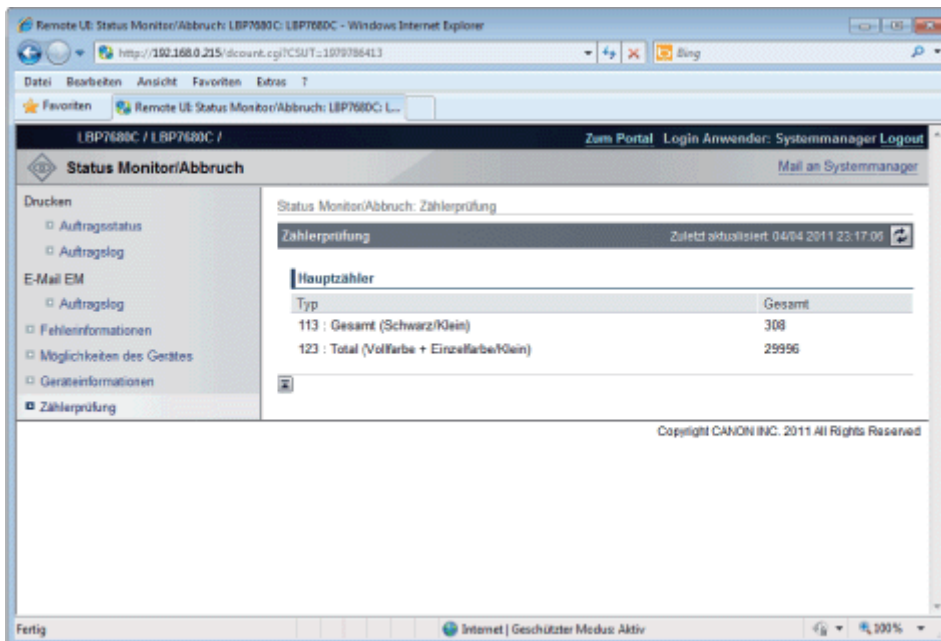 Remote UI: Status Monitor/Abbruch: LBP7680C: LBP7680C - Windows Internet Explorer
http://192.168.0.215/dcount.cgi?CSUT=1979786413
Bing
Datei Bearbeiten Ansicht Favoriten Extras ?
Favoriten Remote UI: Status Monitor/Abbruch: LBP7680C: L...
LBP7680C / LBP7680C / Zum Portal Login Anwender: Systemmanager Logout
Status Monitor/Abbruch Mail an Systemmanager
Drucken
Auftragsstatus
Auftragslog
E-Mail EM
Auftragslog
Fehlerinformationen
Möglichkeiten des Gerätes
Geräteinformationen
Zählerprüfung
Status Monitor/Abbruch: Zählerprüfung
Zählerprüfung Zuletzt aktualisiert: 04/04 2011 23:17:06
Hauptzähler
Typ Gesamt
113 : Gesamt (Schwarz/Klein) 308
123 : Total (Vollfarbe + Einzelfarbe/Klein) 29996
Copyright CANON INC. 2011 All Rights Reserved
Fertig Internet | Geschützter Modus: Aktiv 100%